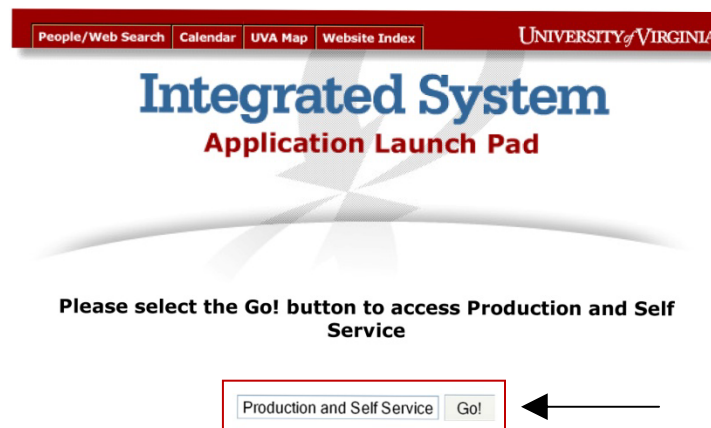 People/Web Search Calendar UVA Map Website Index UNIVERSITY of VIRGINIA
Integrated System
Application Launch Pad
Please select the Go! button to access Production and Self
Service
Production and Self Service Go!